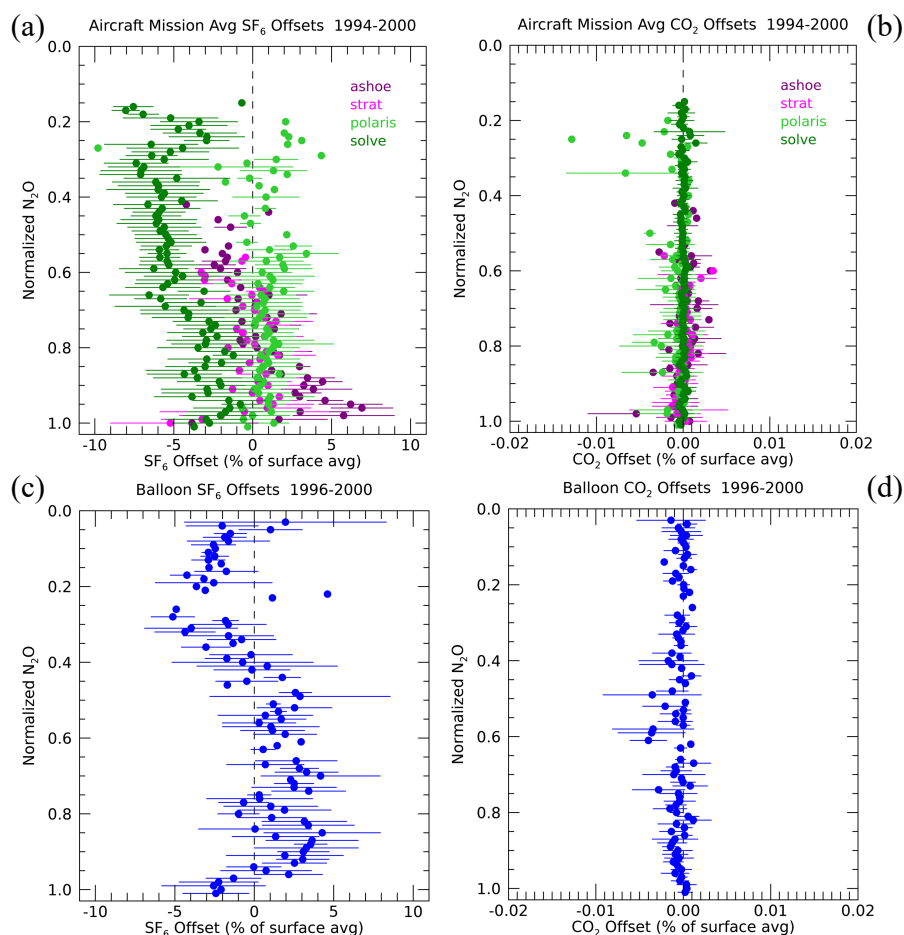 (a)
Aircraft Mission Avg SF₆ Offsets 1994-2000
0.0
0.2
0.4
0.6
0.8
1.0
Normalized N₂O
ashoe
strat
polaris
solve
-10 -5 0 5 10
SF₆ Offset (% of surface avg)
(b)
Aircraft Mission Avg CO₂ Offsets 1994-2000
0.0
0.2
0.4
0.6
0.8
1.0
Normalized N₂O
ashoe
strat
polaris
solve
-0.02 -0.01 0.00 0.01 0.02
CO₂ Offset (% of surface avg)
(c)
Balloon SF₆ Offsets 1996-2000
0.0
0.2
0.4
0.6
0.8
1.0
Normalized N₂O
-10 -5 0 5 10
SF₆ Offset (% of surface avg)
(d)
Balloon CO₂ Offsets 1996-2000
0.0
0.2
0.4
0.6
0.8
1.0
Normalized N₂O
-0.02 -0.01 0.00 0.01 0.02
CO₂ Offset (% of surface avg)